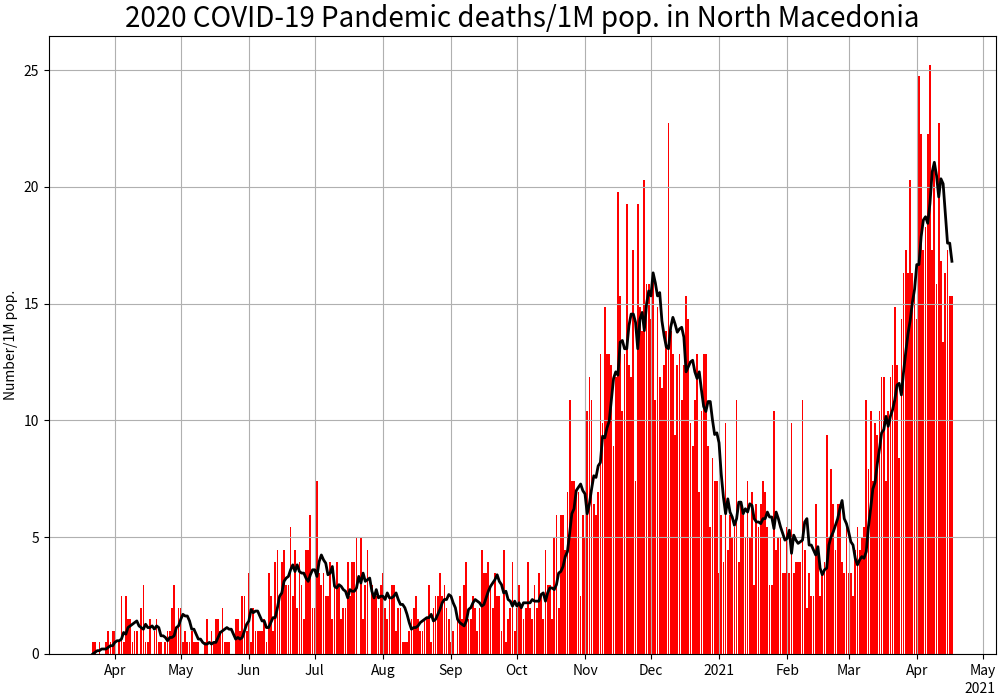 2020 COVID-19 Pandemic deaths/1M pop. in North Macedonia
Number/1M pop.
25
20
15
10
5
0
Apr May Jun Jul Aug Sep Oct Nov Dec 2021 Feb Mar Apr May
2021